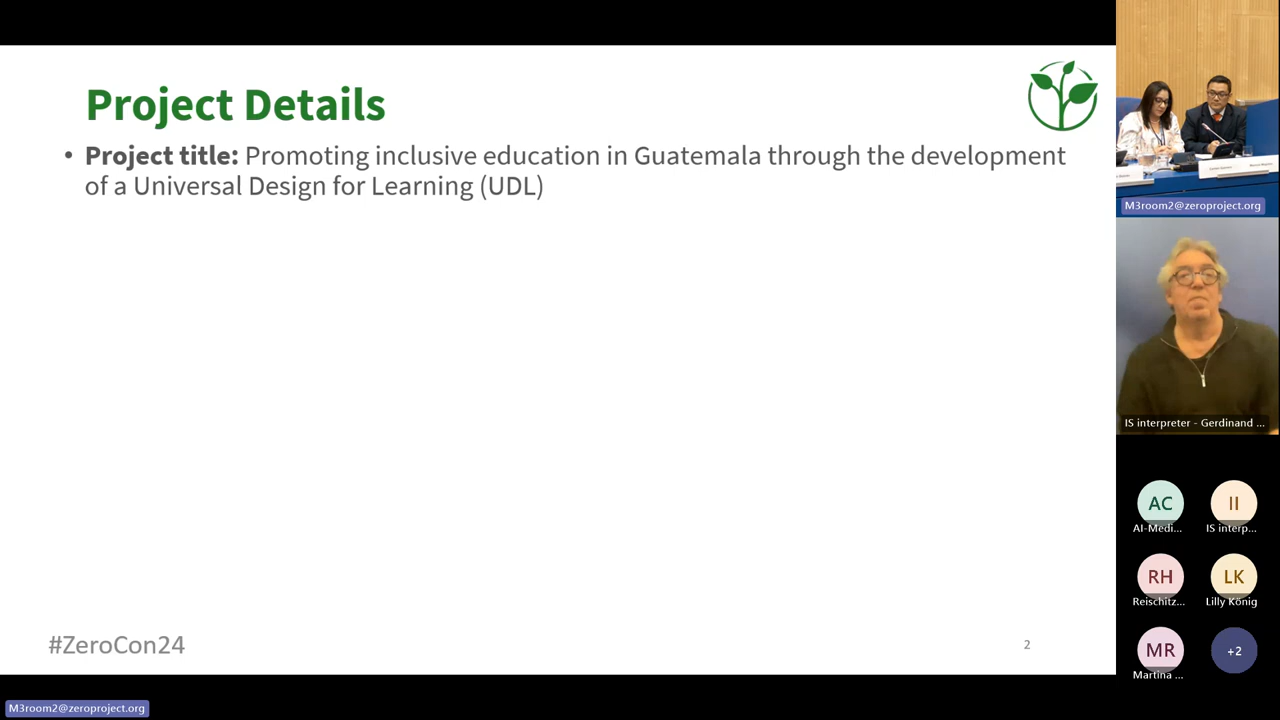 Project Details
• Project title: Promoting inclusive education in Guatemala through the development
of a Universal Design for Learning (UDL)
#ZeroCon24
2
M3room2@zeroproject.org
IS interpreter - Gerdinand ...
AC
II
AI-Medi...
IS interp...
RH
LK
Reischitz...
Lilly König
MR
+2
Martina ...
M3room2@zeroproject.org